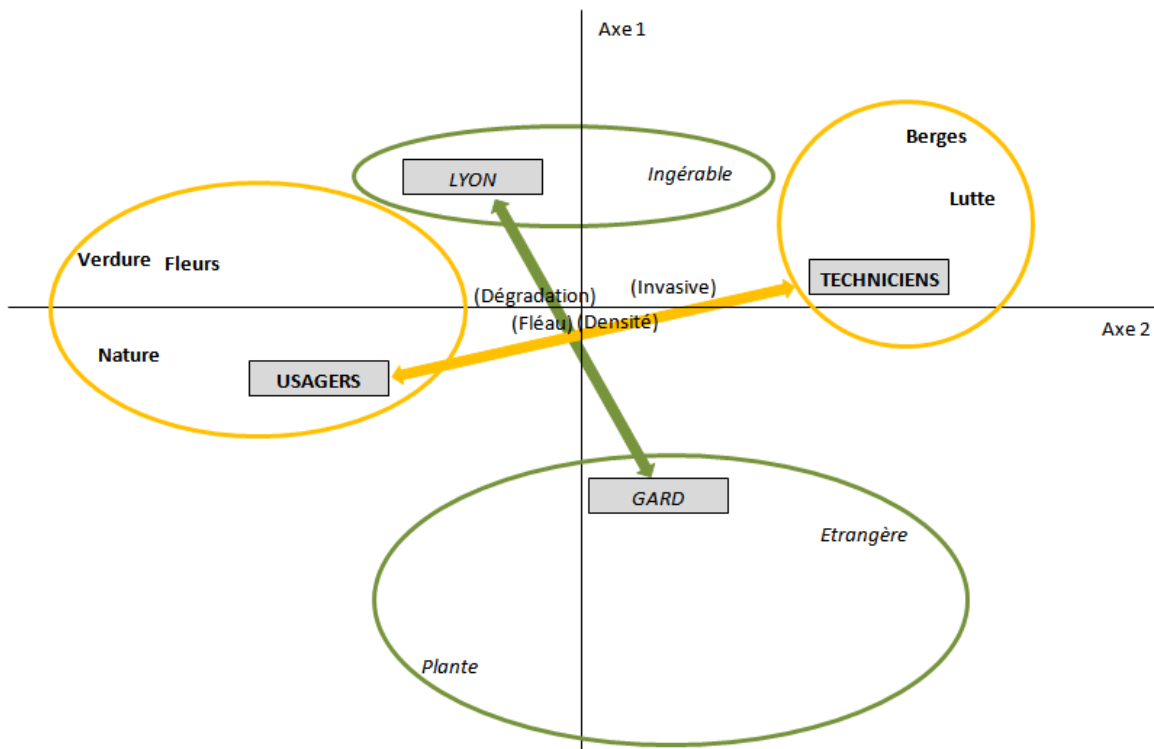 Axe 1
Berges
LYON
Ingérable
Lutte
Verdure
Fleurs
TECHNICIENS
(Dégradation)
(Invasive)
(Fléau)
(Densité)
Axe 2
Nature
USAGERS
GARD
Etrangère
Plante